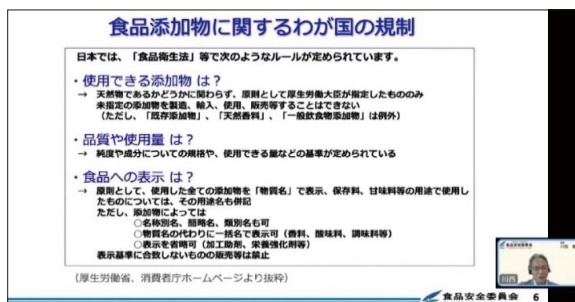 食品添加物に関するわが国の規制
日本では、「食品衛生法」等で次のようなルールが定められています。
・使用できる添加物 は？
→ 天然物であるかどうかに関わらず、原則として厚生労働大臣が指定したもののみ
未指定の添加物を製造、輸入、使用、販売等することはできない
（ただし、「既存添加物」、「天然香料」、「一般飲食物添加物」は例外）
・品質や使用量 は？
→ 純度や成分についての規格や、使用できる量などの基準が定められている
・食品への表示 は？
→ 原則として、使用した全ての添加物を「物質名」で表示、保存料、甘味料等の用途で使用し
たものについては、その用途名も併記
ただし、添加物によっては
○名称別名、簡略名、類別名も可
○物質名の代わりに一括名で表示可（香料、酸味料、調味料等）
○表示を省略可（加工助剤、栄養強化剤等）
表示基準に合致しないものの販売等は禁止
（厚生労働省、消費者庁ホームページより抜粋）
川西
食品安全委員会 6